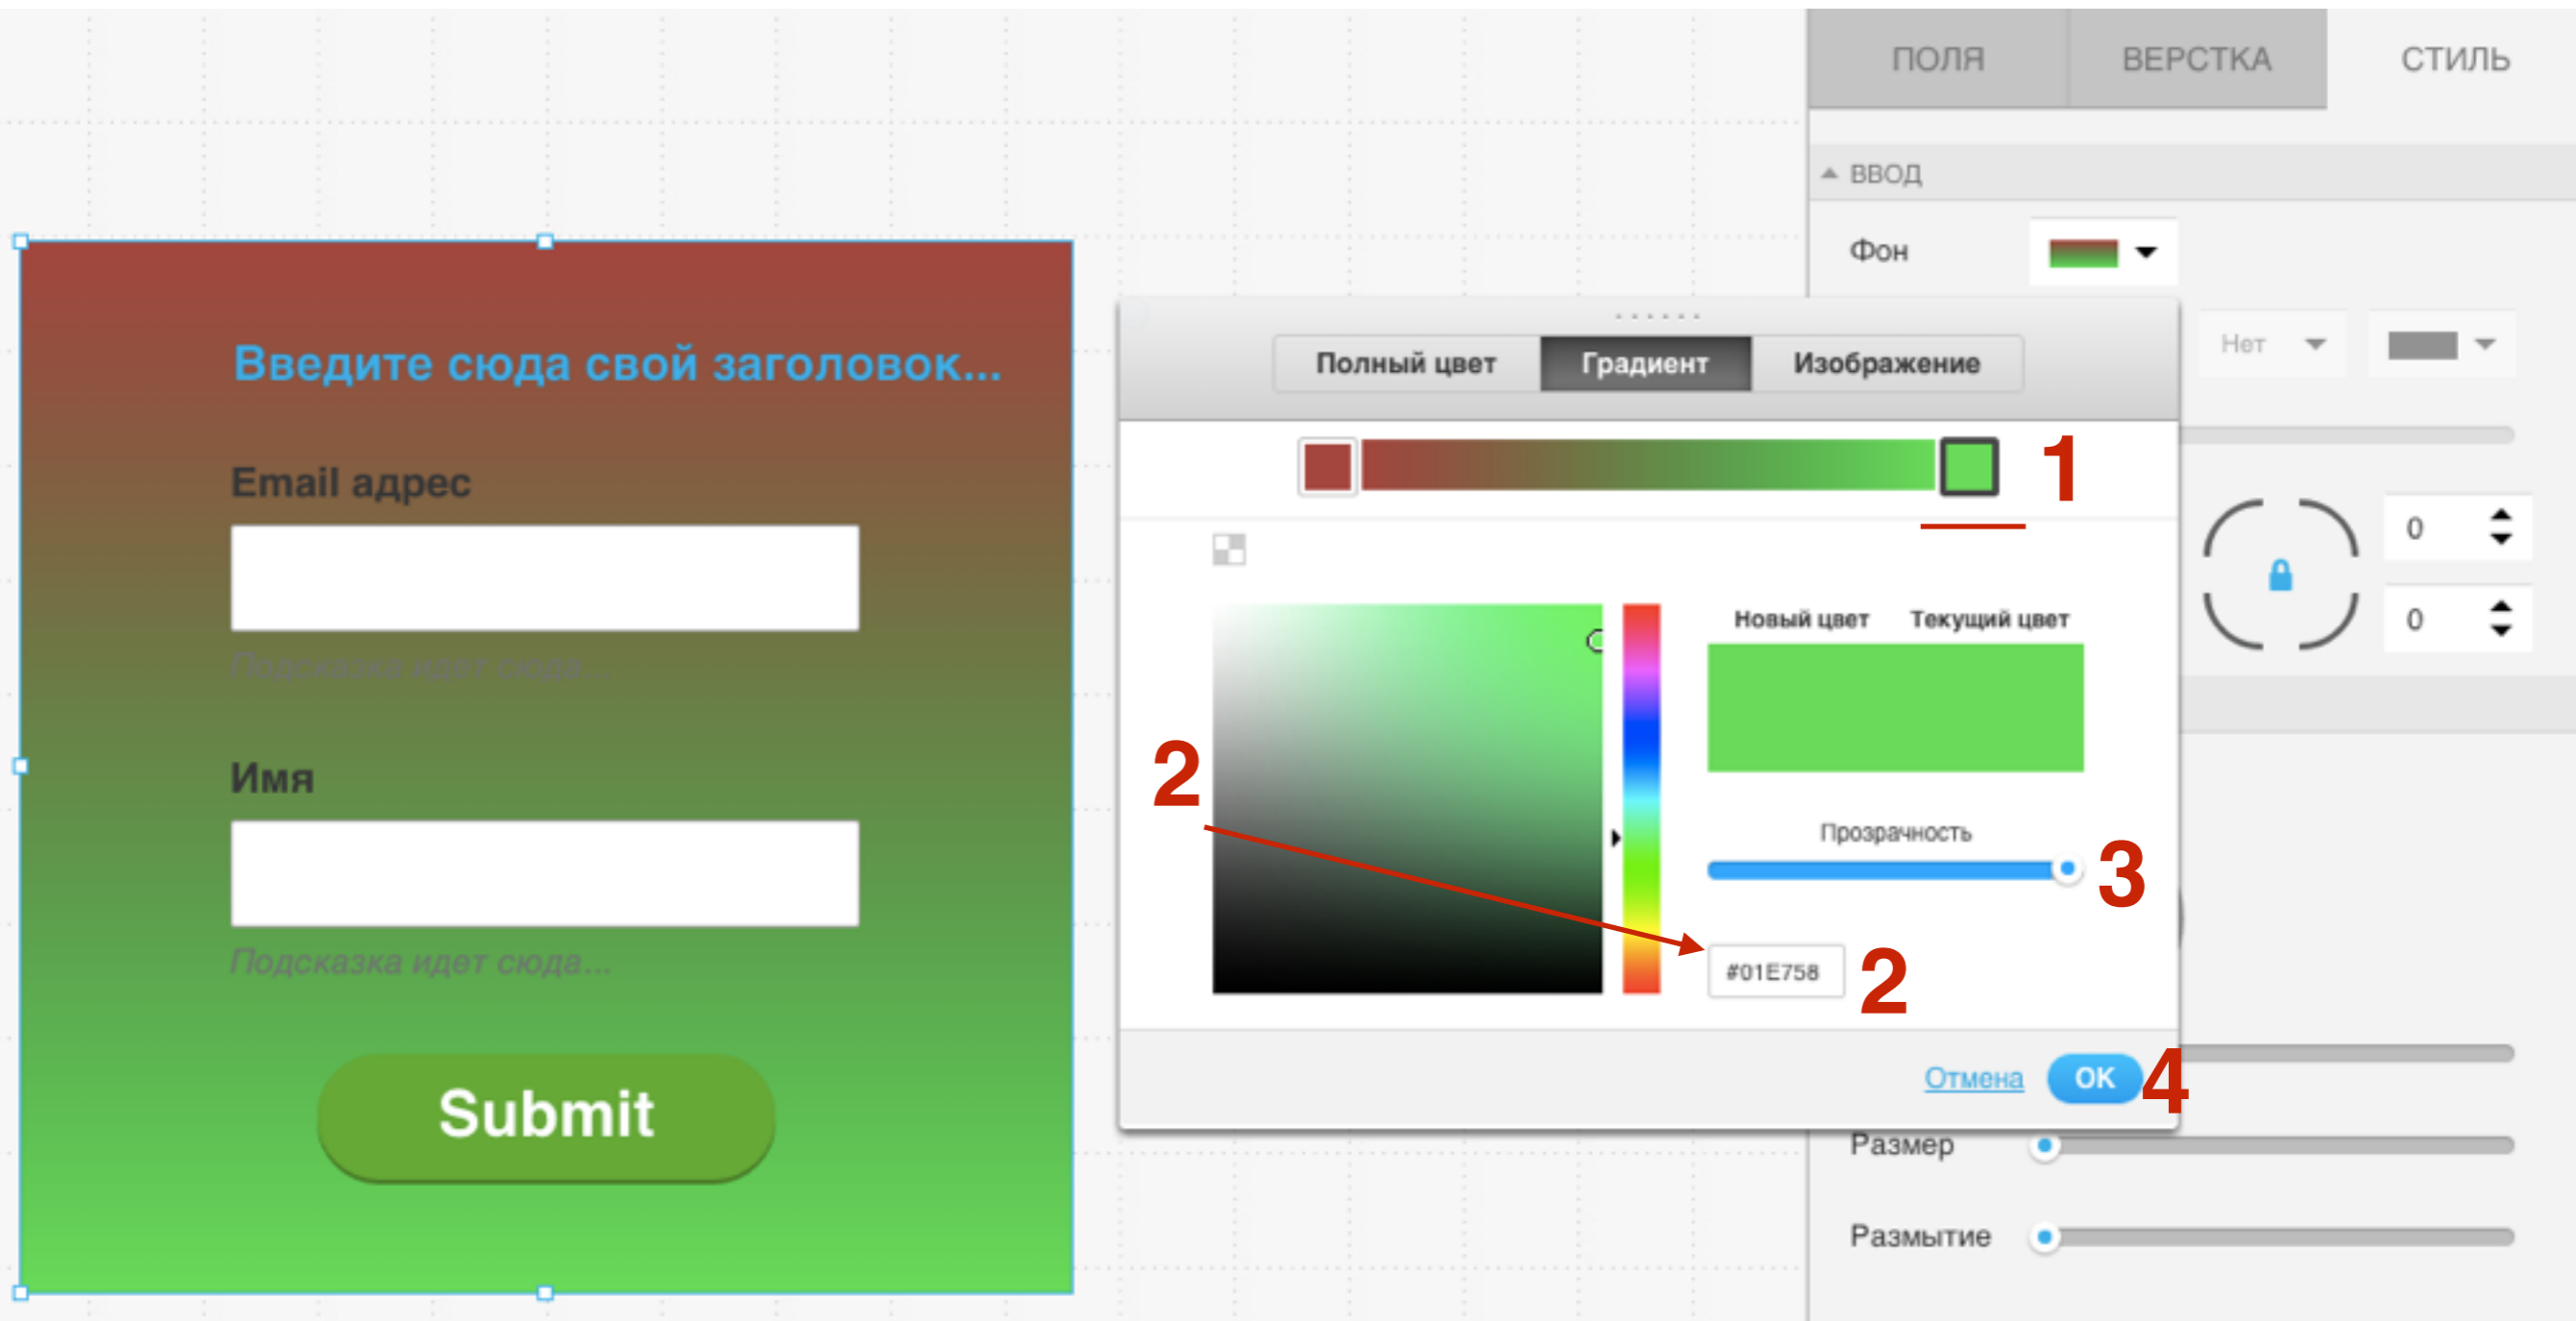 ПОЛЯ ВЕРСТКА СТИЛЬ
ВВОД
Фон
Нет
0
0
Размер
Размытие
Введите сюда свой заголовок...
Email адрес
Подсказка идет сюда...
Имя
Подсказка идет сюда...
Submit
Полный цвет Градиент Изображение
1
Новый цвет Текущий цвет
2
Прозрачность
3
#01E758 2
Отмена OK 4